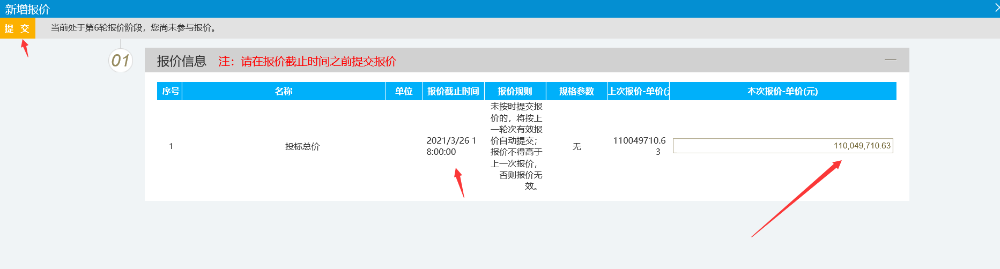 新增报价
提 交
当前处于第6轮报价阶段，您尚未参与报价。
01
报价信息 注：请在报价截止时间之前提交报价
序号 名称 单位 报价截止时间 报价规则 规格参数 上次报价-单价(元 本次报价-单价(元)
1
投标总价
2021/3/26 1
8:00:00
未按时提交报
价的，将按上
一轮次有效报
价自动提交；
报价不得高于
上一次报价，
否则报价无
效。
无
110049710.6
3
110,049,710.63